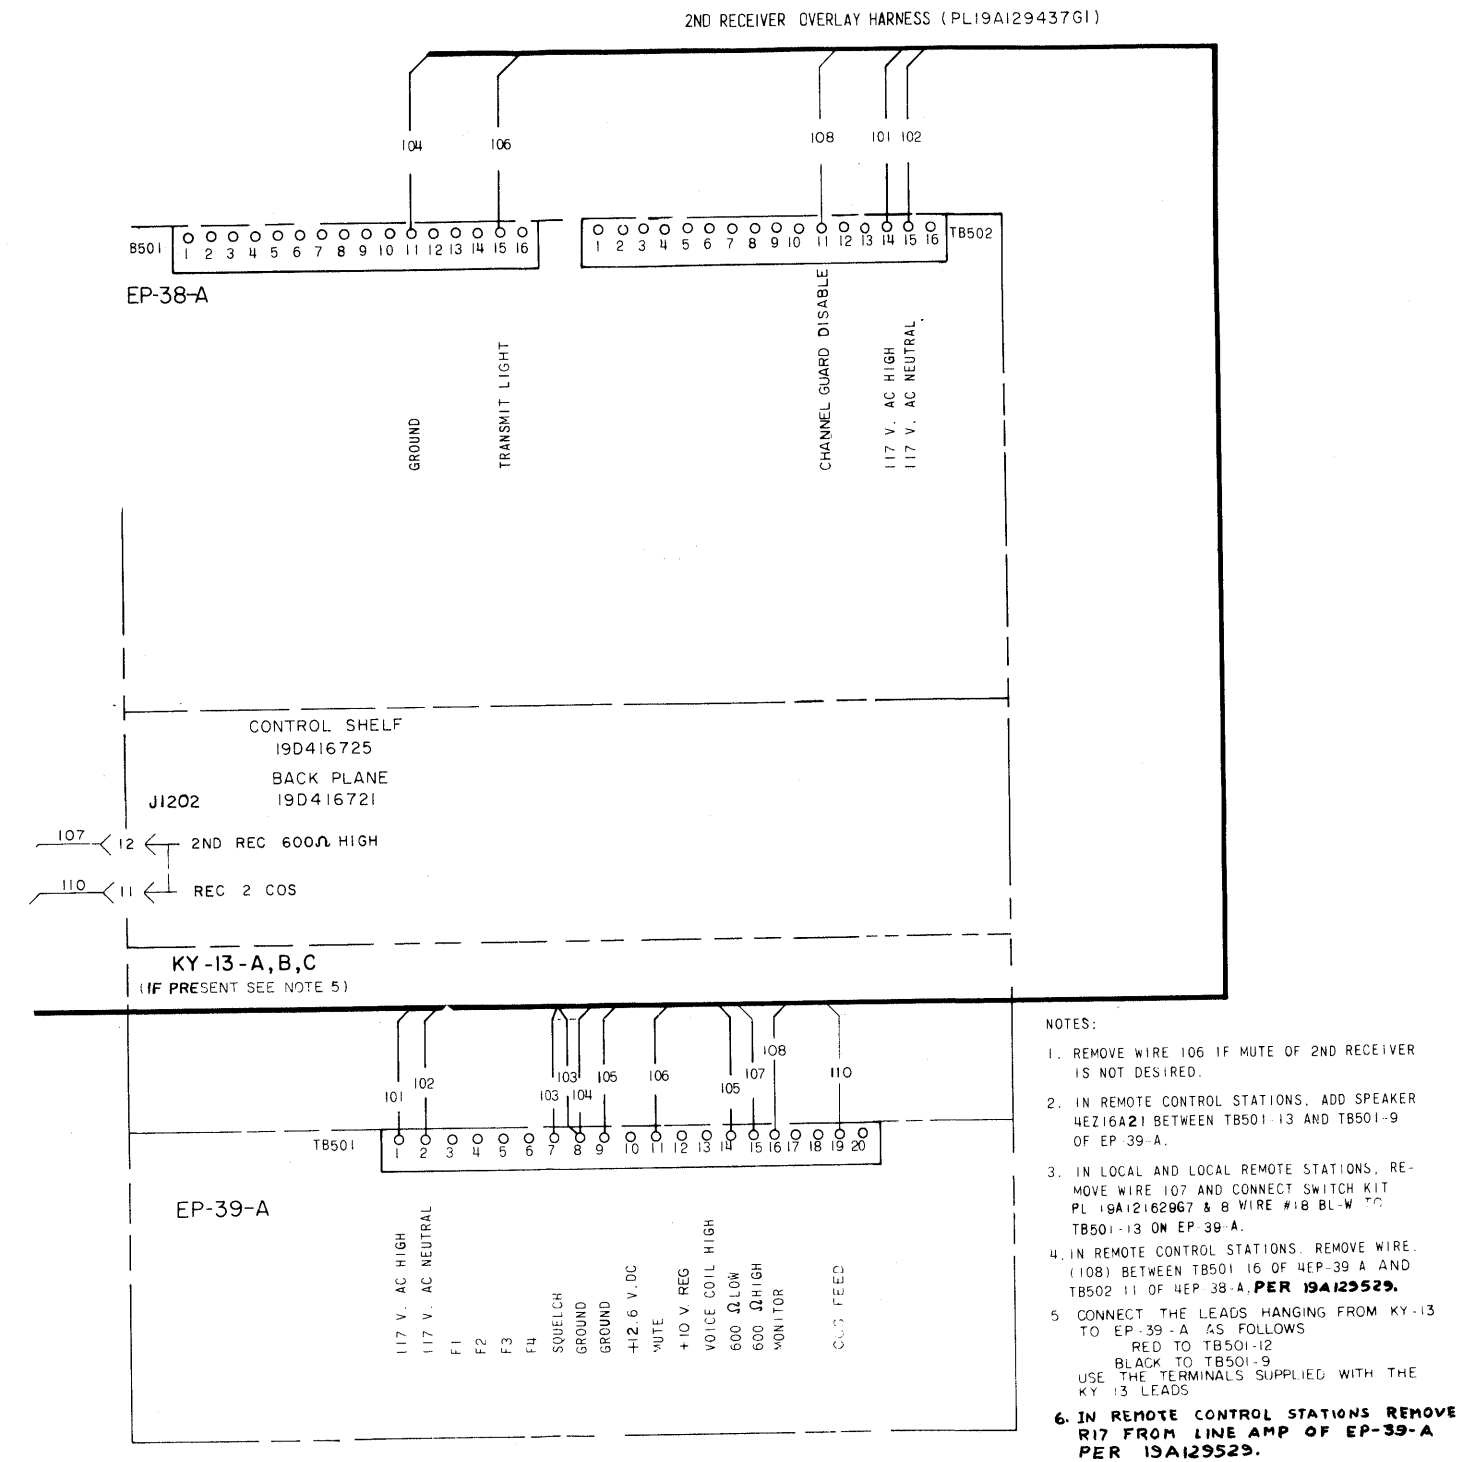 2ND RECEIVER OVERLAY HARNESS (PL19A129437G1)
104 106 108 101 102
B501 1 2 3 4 5 6 7 8 9 10 11 12 13 14 15 16
1 2 3 4 5 6 7 8 9 10 11 12 13 14 15 16 TB502
EP-38-A
GROUND
TRANSMIT LIGHT
CHANNEL GUARD DISABLE
117 V. AC HIGH
117 V. AC NEUTRAL
CONTROL SHELF
19D416725
BACK PLANE
19D416721
J1202
107 12 2ND REC 600Ω HIGH
110 11 REC 2 COS
KY-13-A,B,C
(IF PRESENT SEE NOTE 5)
101 102 103 103 104 105 106 105 107 108 110
TB501 1 2 3 4 5 6 7 8 9 10 11 12 13 14 15 16 17 18 19 20
EP-39-A
117 V. AC HIGH
117 V. AC NEUTRAL
F1
F2
F3
F4
SQUELCH
GROUND
GROUND
+12.6 V.DC
MUTE
+10 V REG
VOICE COIL HIGH
600 Ω LOW
600 Ω HIGH
MONITOR
COS FEED
NOTES:
1. REMOVE WIRE 106 IF MUTE OF 2ND RECEIVER
IS NOT DESIRED.
2. IN REMOTE CONTROL STATIONS, ADD SPEAKER
4EZ16A21 BETWEEN TB501-13 AND TB501-9
OF EP-39-A.
3. IN LOCAL AND LOCAL REMOTE STATIONS, RE-
MOVE WIRE 107 AND CONNECT SWITCH KIT
PL 19A121629G7 & 8 WIRE #18 BL-W TO
TB501-13 ON EP-39-A.
4. IN REMOTE CONTROL STATIONS. REMOVE WIRE.
(108) BETWEEN TB501 16 OF 4EP-39 A AND
TB502 11 OF 4EP 38-A. PER 19A129529.
5 CONNECT THE LEADS HANGING FROM KY-13
TO EP-39-A AS FOLLOWS
RED TO TB501-12
BLACK TO TB501-9
USE THE TERMINALS SUPPLIED WITH THE
KY 13 LEADS
6. IN REMOTE CONTROL STATIONS REMOVE
R17 FROM LINE AMP OF EP-39-A
PER 19A129529.